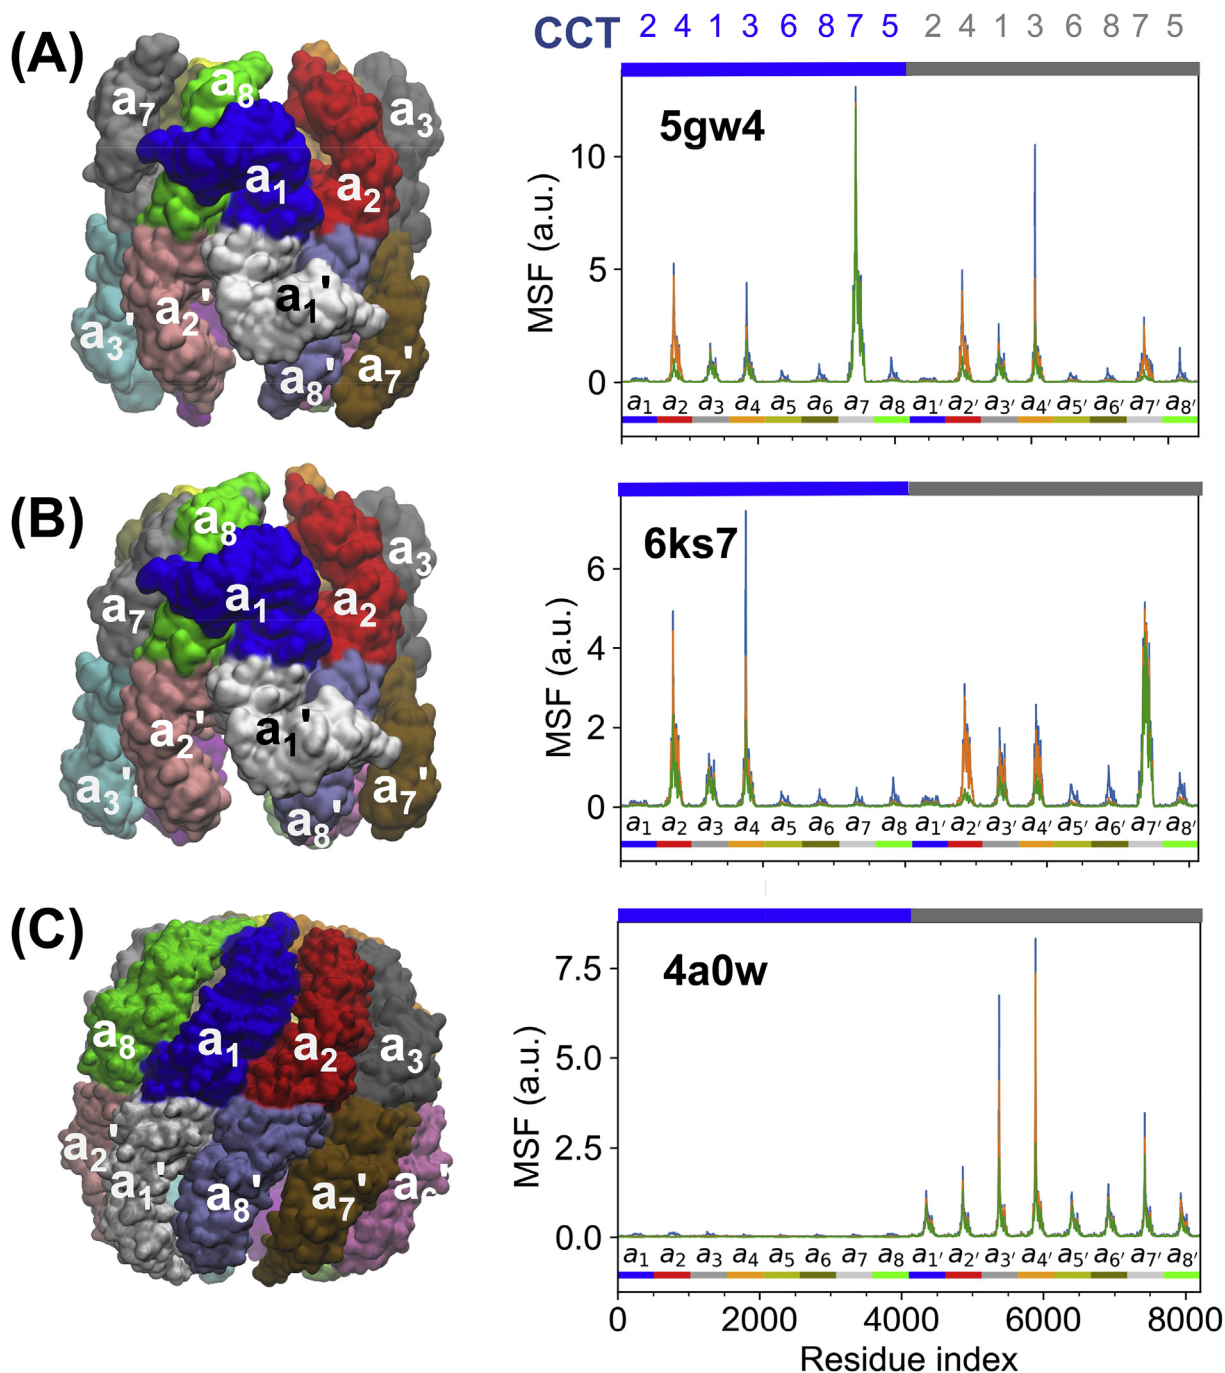 (A)
a7
a8
a3
a1
a2
a1'
a2'
a3'
a8'
a7'
CCT 2 4 1 3 6 8 7 5 2 4 1 3 6 8 7 5
5gw4
MSF (a.u.)
10
5
0
a1 a2 a3 a4 a5 a6 a7 a8 a1′ a2′ a3′ a4′ a5′ a6′ a7′ a8′
(B)
a8
a3
a7
a1
a2
a1'
a2'
a3'
a7'
a8'
6ks7
MSF (a.u.)
6
4
2
0
a1 a2 a3 a4 a5 a6 a7 a8 a1′ a2′ a3′ a4′ a5′ a6′ a7′ a8′
(C)
a8
a1
a2
a3
a2'
a1'
a8'
a7'
4a0w
MSF (a.u.)
7.5
5.0
2.5
0.0
a1 a2 a3 a4 a5 a6 a7 a8 a1′ a2′ a3′ a4′ a5′ a6′ a7′ a8′
0 2000 4000 6000 8000
Residue index